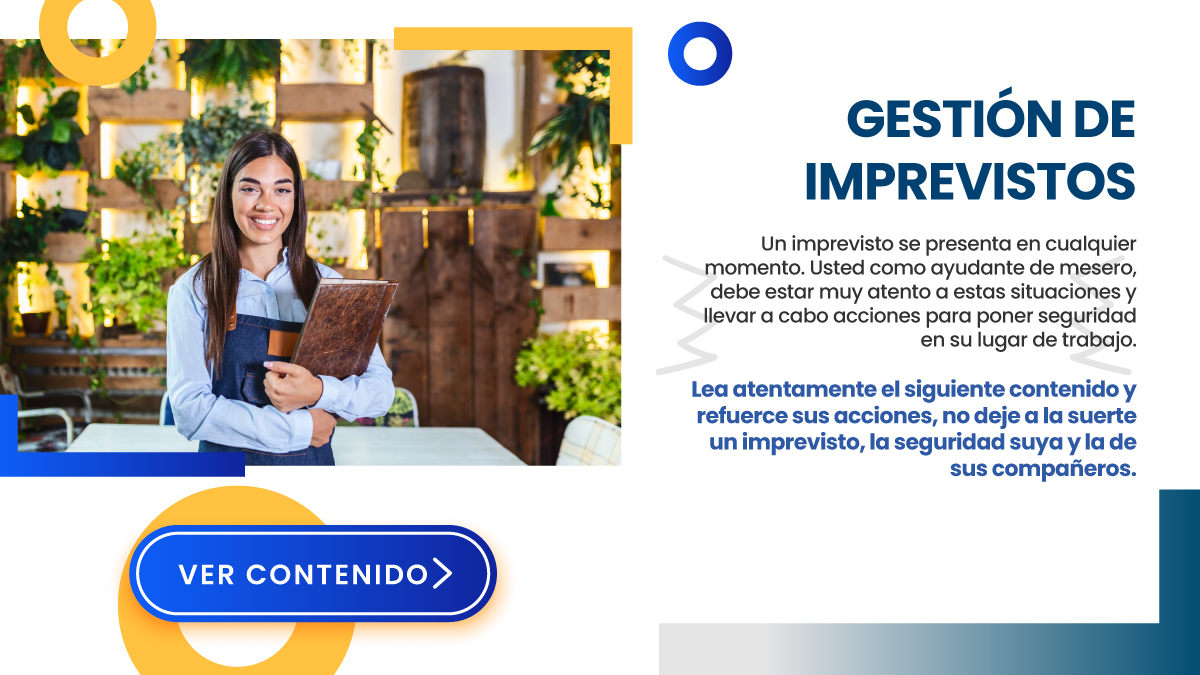 GESTIÓN DE
IMPREVISTOS
Un imprevisto se presenta en cualquier
momento. Usted como ayudante de mesero,
debe estar muy atento a estas situaciones y
llevar a cabo acciones para poner seguridad
en su lugar de trabajo.
Lea atentamente el siguiente contenido y
refuerce sus acciones, no deje a la suerte
un imprevisto, la seguridad suya y la de
sus compañeros.
VER CONTENIDO